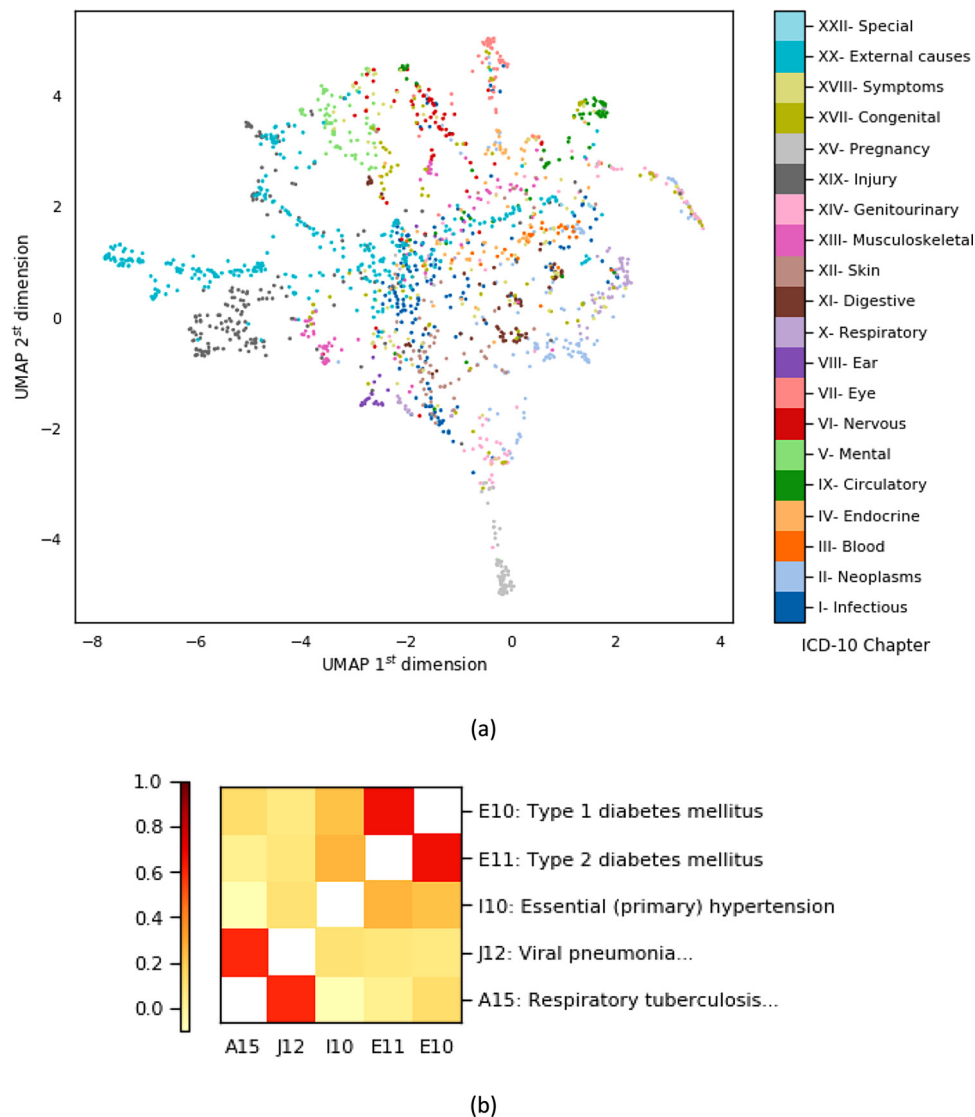 4
2
0
−2
−4
UMAP 2st dimension
−8 −6 −4 −2 0 2 4
UMAP 1st dimension
XXII- Special
XX- External causes
XVIII- Symptoms
XVII- Congenital
XV- Pregnancy
XIX- Injury
XIV- Genitourinary
XIII- Musculoskeletal
XII- Skin
XI- Digestive
X- Respiratory
VIII- Ear
VII- Eye
VI- Nervous
V- Mental
IX- Circulatory
IV- Endocrine
III- Blood
II- Neoplasms
I- Infectious
ICD-10 Chapter
(a)
1.0
0.8
0.6
0.4
0.2
0.0
E10: Type 1 diabetes mellitus
E11: Type 2 diabetes mellitus
I10: Essential (primary) hypertension
J12: Viral pneumonia...
A15: Respiratory tuberculosis...
A15 J12 I10 E11 E10
(b)